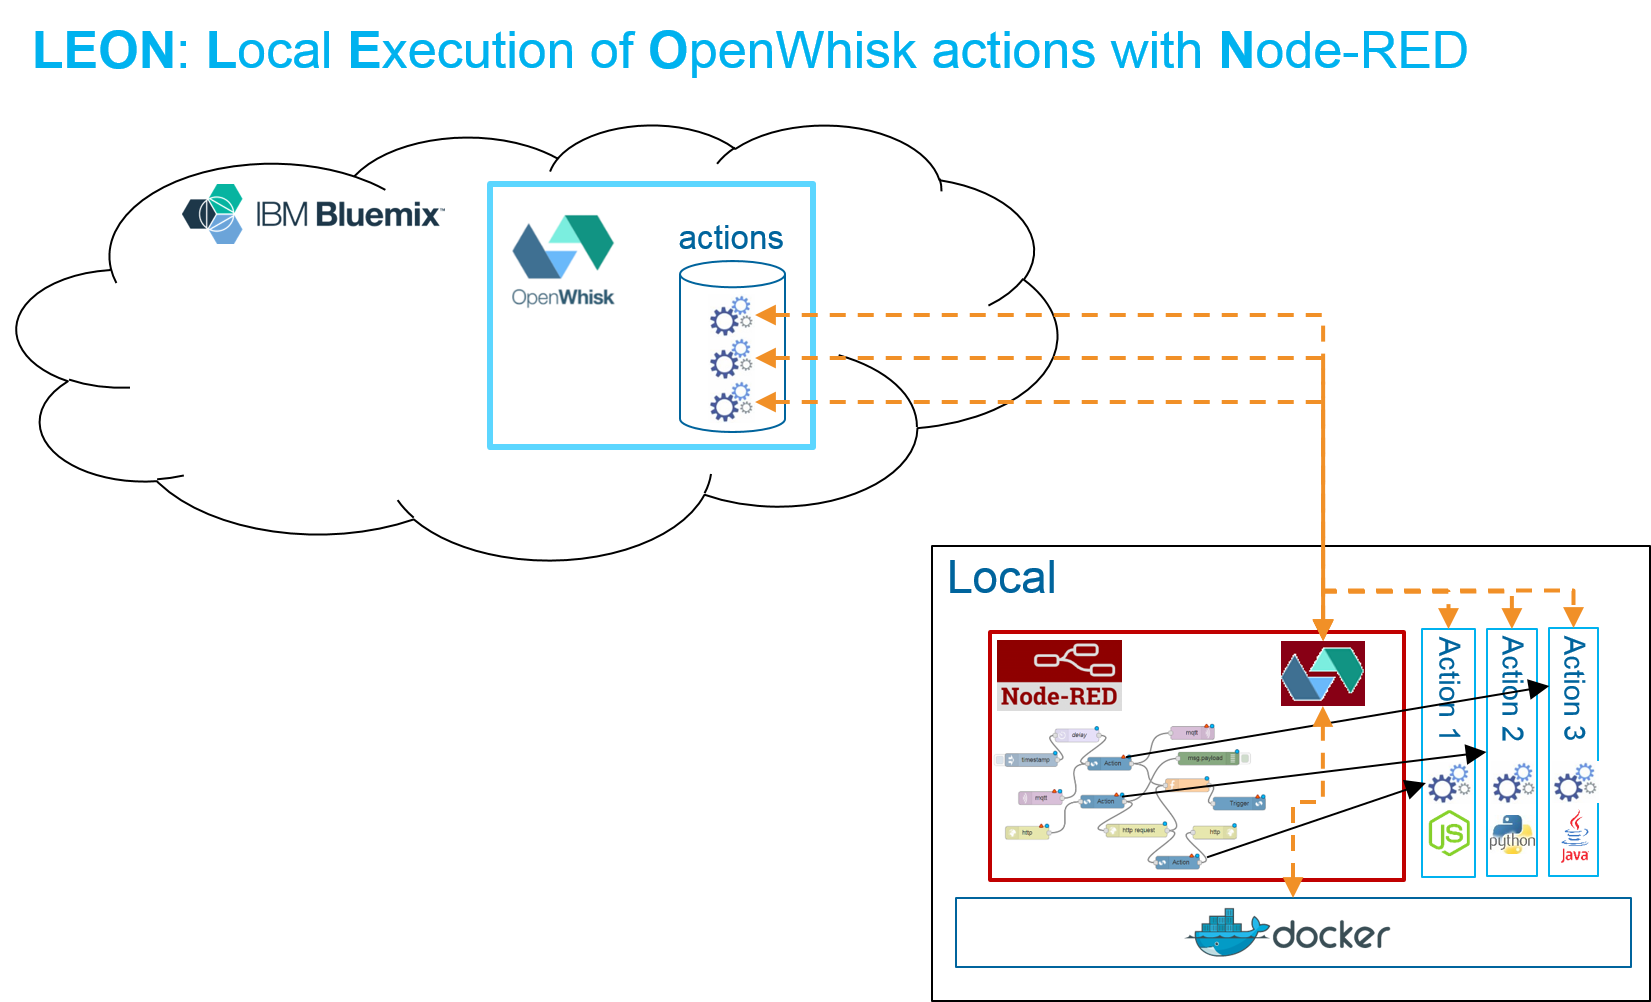 LEON: Local Execution of OpenWhisk actions with Node-RED
IBM Bluemix™
OpenWhisk
actions
Local
Node-RED
delay
mqtt
timestamp
Action
msg.payload
mqtt
Action
Trigger
http
http request
http
Action
Action 1
Action 2
Action 3
JS
python
Java
docker